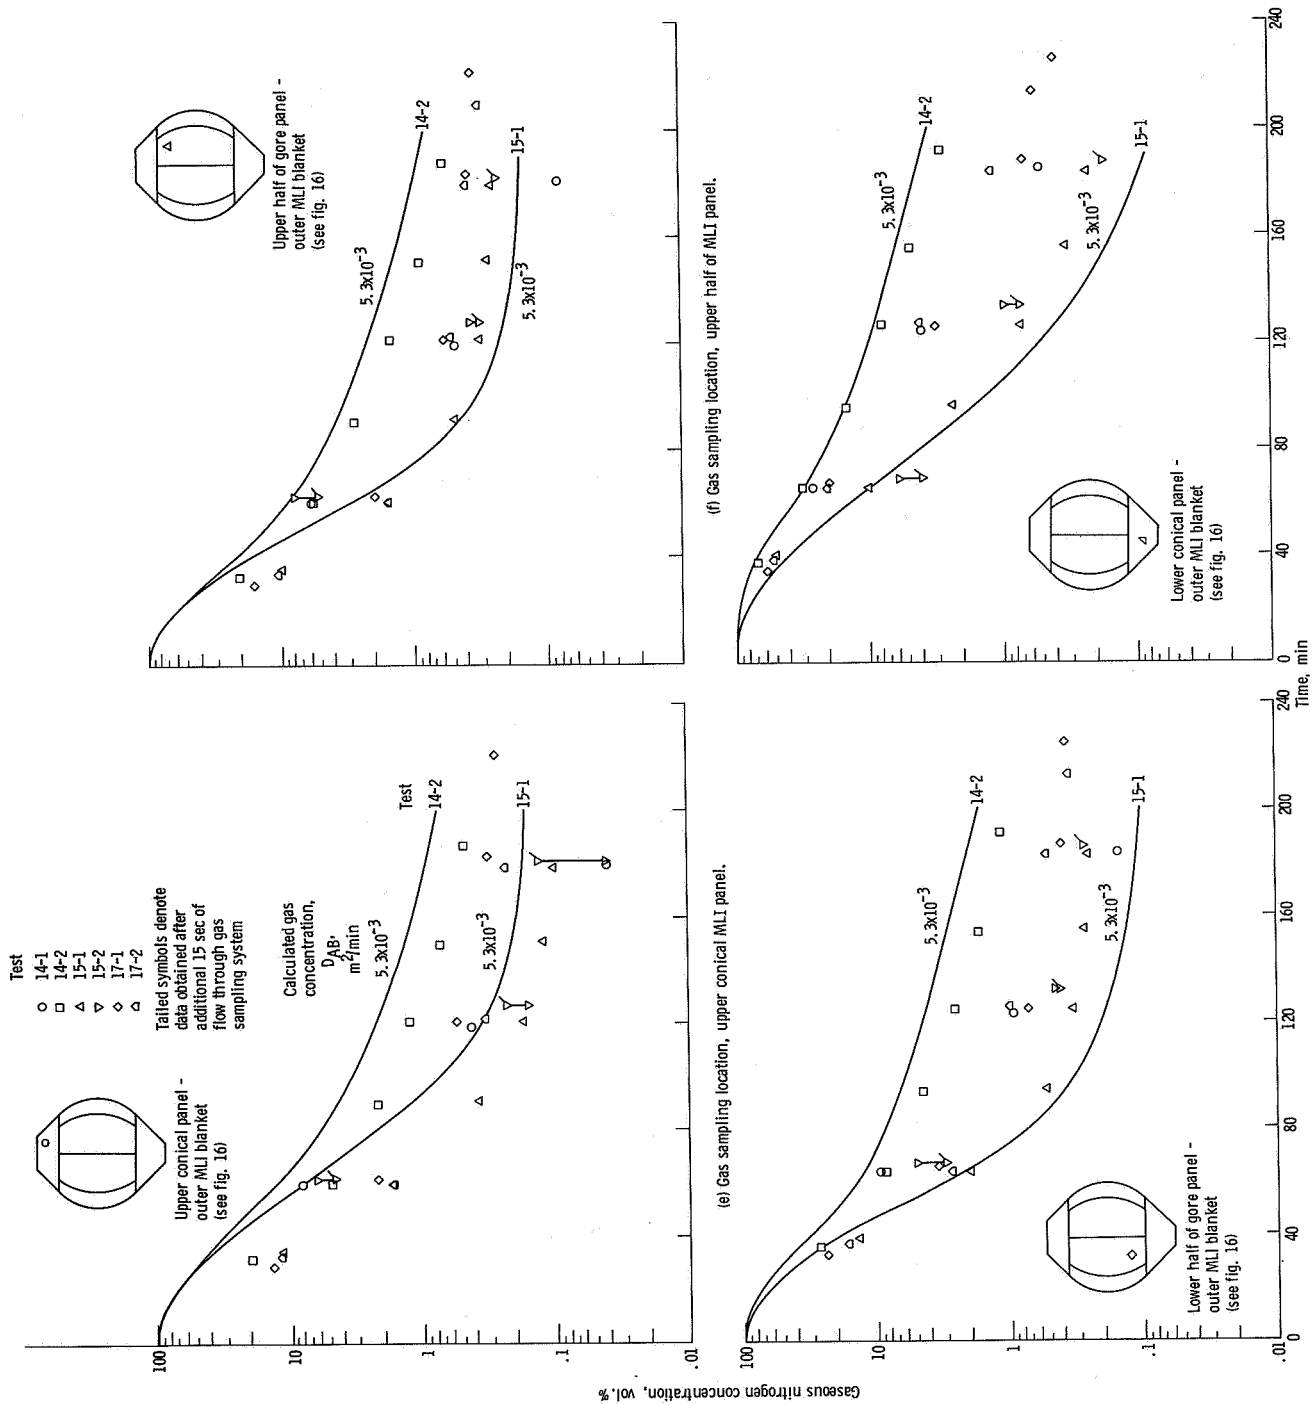 Test
14-1
14-2
15-1
15-2
17-1
17-2
Tailed symbols denote
data obtained after
additional 15 sec of
flow through gas
sampling system
Upper conical panel -
outer MLI blanket
(see fig. 16)
Calculated gas
concentration,
D_AB,
m²/min
Test
5.3x10⁻³
14-2
5.3x10⁻³
15-1
100
10
1
.1
.01
(e) Gas sampling location, upper conical MLI panel.
Upper half of gore panel -
outer MLI blanket
(see fig. 16)
5.3x10⁻³
14-2
5.3x10⁻³
15-1
(f) Gas sampling location, upper half of MLI panel.
Gaseous nitrogen concentration, vol. %
100
10
1
.1
.01
5.3x10⁻³
14-2
5.3x10⁻³
15-1
Lower half of gore panel -
outer MLI blanket
(see fig. 16)
0 40 80 120 160 200 240
5.3x10⁻³
14-2
5.3x10⁻³
15-1
Lower conical panel -
outer MLI blanket
(see fig. 16)
0 40 80 120 160 200 240
Time, min